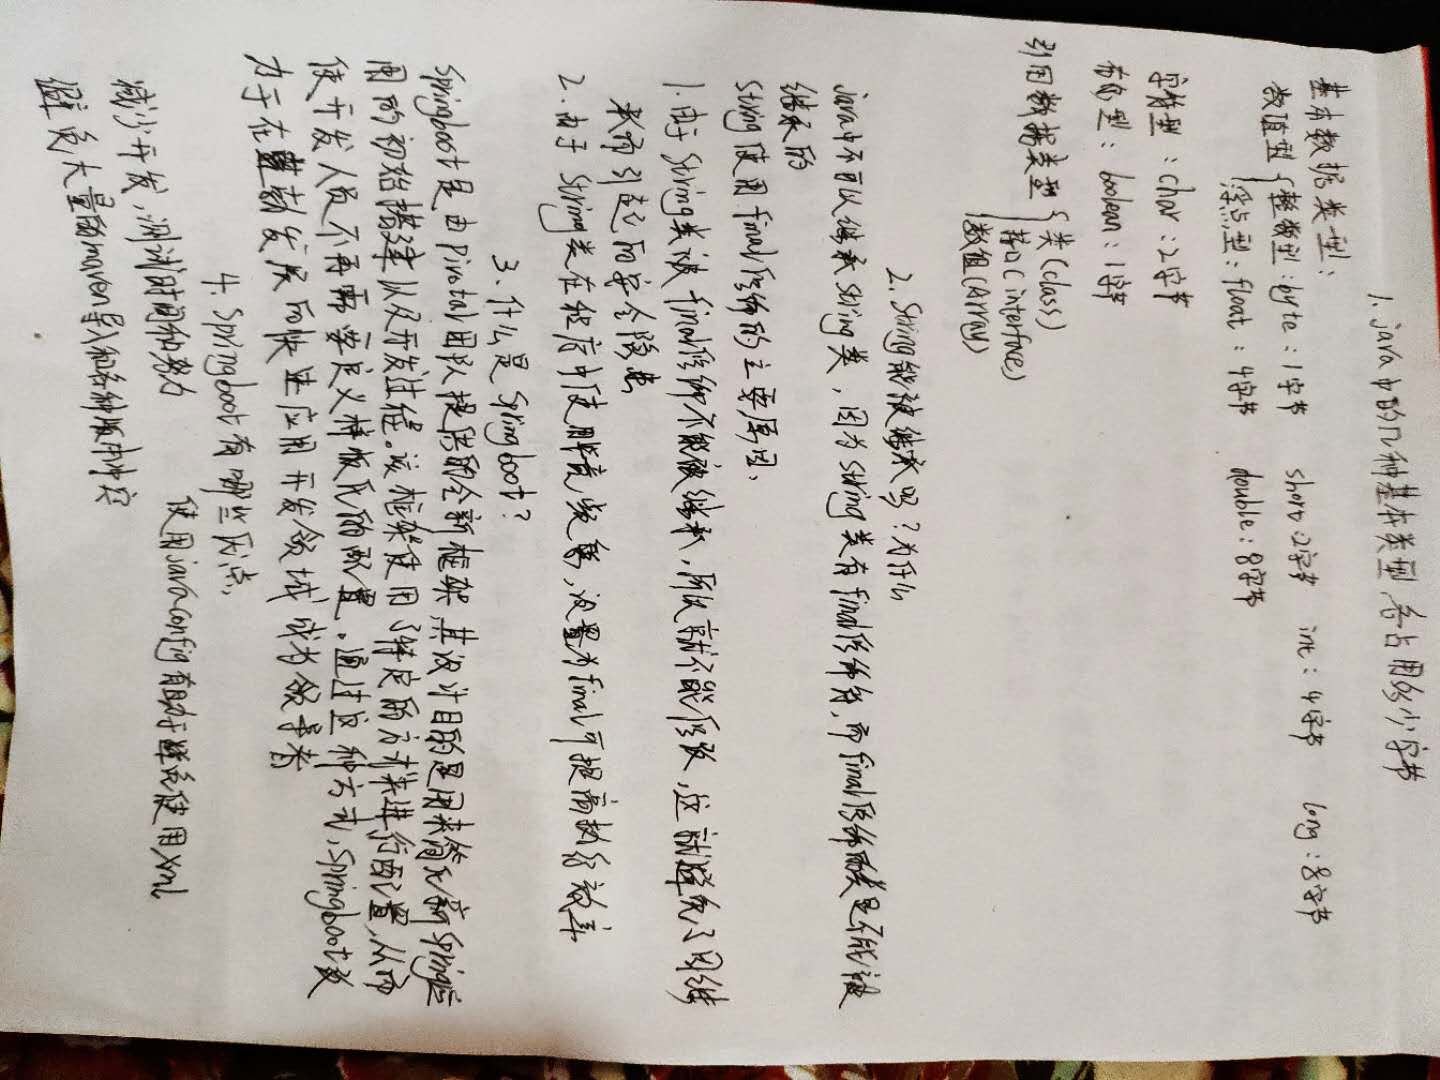 1. java中的几种基本类型,各占用多少字节
基本数据类型:
数值型{整数型:byte:1字节 short 2字节 int:4字节 long:8字节
浮点型:float:4字节 double:8字节
字符型:char:2字节
布尔型:boolean:1字节
引用数据类型{类(class)
接口(interface)
数组(Array)
2. String能被继承吗?为什么
java中不可以继承String类,因为String类有final修饰符,而final修饰的类是不能被
继承的
String使用final修饰的主要原因、
1.由于String类被final修饰不能被继承,所以就不能修改,这就避免了因继
承而引起的安全隐患
2.由于String类在程序中使用非常频繁,设置为final可提高执行效率
3.什么是Springboot?
Springboot是由Pivotal团队提供的全新框架 其设计目的是用来简化新Spring应
用的初始搭建以及开发过程。该框架使用了特定的方式来进行配置,从而
使开发人员不再需要定义样板化的配置。通过这种方式,Springboot致
力于在蓬勃发展的快速应用开发领域成为领导者
4. Springboot有哪些优点、
减少开发,测试时间和努力 使用javaConfig有助于避免使用xml
避免大量的maven导入和各种版本冲突